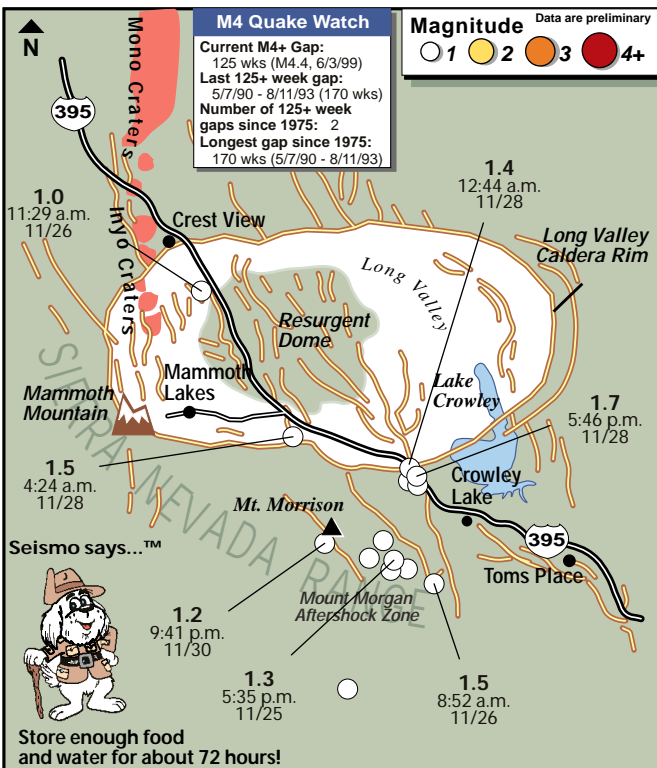 N
M4 Quake Watch
Current M4+ Gap:
125 wks (M4.4, 6/3/99)
Last 125+ week gap:
5/7/90 - 8/11/93 (170 wks)
Number of 125+ week
gaps since 1975: 2
Longest gap since 1975:
170 wks (5/7/90 - 8/11/93)
Magnitude
Data are preliminary
1 2 3 4+
Mono Craters
395
1.0
11:29 a.m.
11/26
Inyo Craters
Crest View
1.4
12:44 a.m.
11/28
Long Valley
Caldera Rim
Long Valley
Resurgent
Dome
Mammoth
Lakes
Mammoth
Mountain
Lake
Crowley
1.7
5:46 p.m.
11/28
1.5
4:24 a.m.
11/28
SIERRA NEVADA RANGE
Crowley
Lake
Mt. Morrison
395
Toms Place
Seismo says...™
Mount Morgan
Aftershock Zone
1.2
9:41 p.m.
11/30
1.3
5:35 p.m.
11/25
1.5
8:52 a.m.
11/26
Store enough food
and water for about 72 hours!